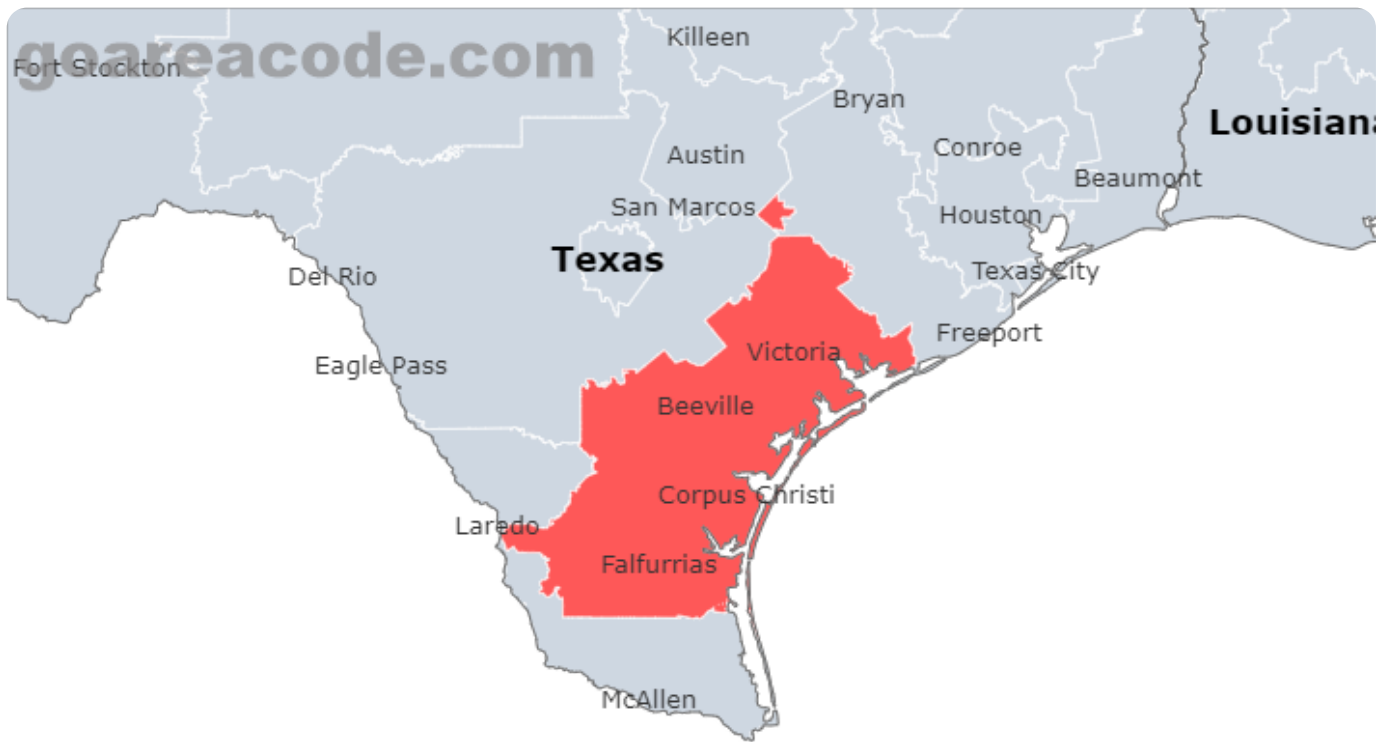 goareacode.com
Killeen
Fort Stockton
Bryan
Louisian
Conroe
Austin
Beaumont
San Marcos
Houston
Texas
Texas City
Del Rio
Freeport
Victoria
Eagle Pass
Beeville
Corpus Christi
Laredo
Falfurrias
McAllen